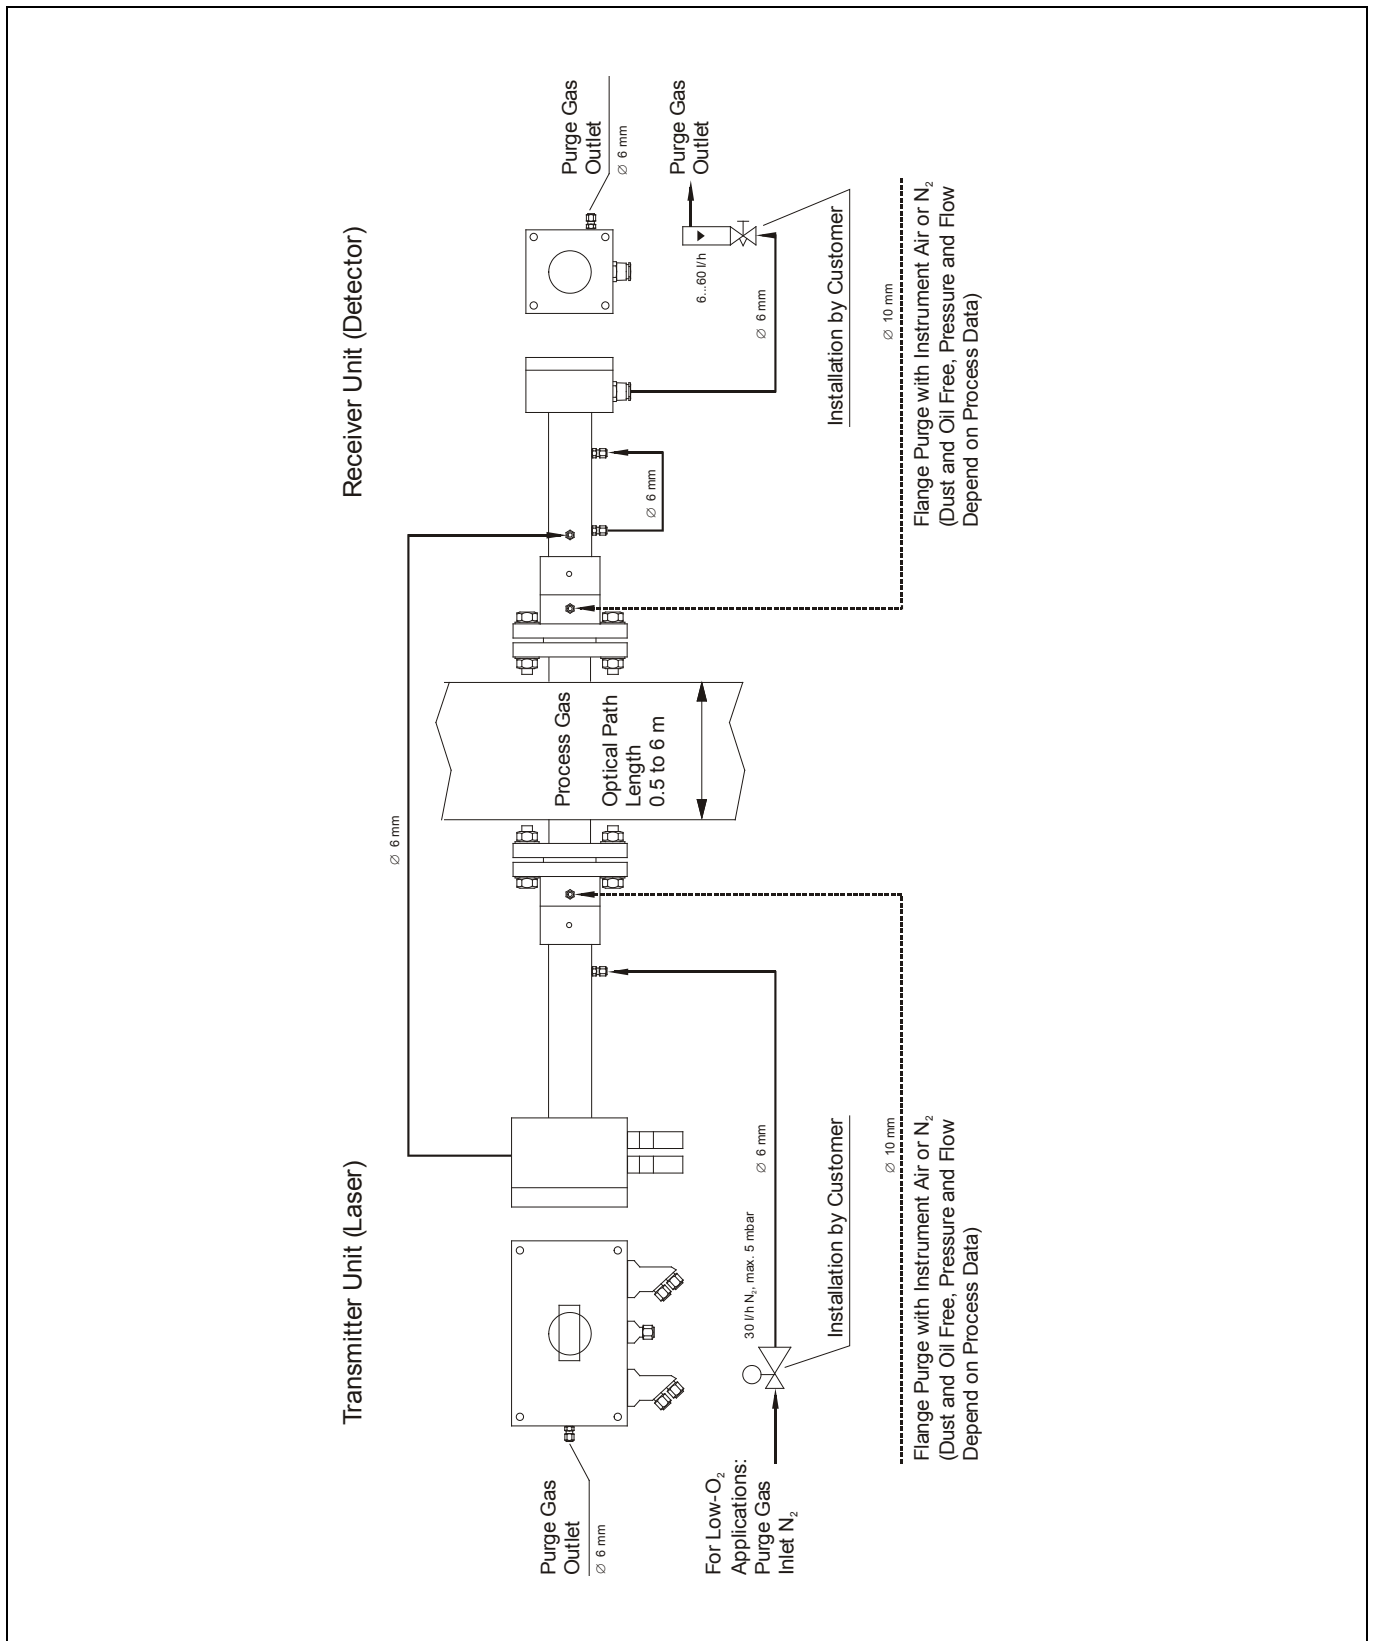 Transmitter Unit (Laser)
Receiver Unit (Detector)
∅ 6 mm
Purge Gas
Outlet
∅ 6 mm
Process Gas
Optical Path
Length
0.5 to 6 m
∅ 6 mm
Purge Gas
Outlet
∅ 6 mm
Purge Gas
Outlet
6...60 l/h
∅ 6 mm
Installation by Customer
For Low-O₂
Applications:
Purge Gas
Inlet N₂
30 l/h N₂, max. 5 mbar
∅ 6 mm
Installation by Customer
∅ 10 mm
Flange Purge with Instrument Air or N₂
(Dust and Oil Free, Pressure and Flow
Depend on Process Data)
∅ 10 mm
Flange Purge with Instrument Air or N₂
(Dust and Oil Free, Pressure and Flow
Depend on Process Data)